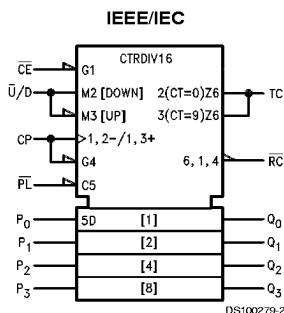 IEEE/IEC
CTRDIV16
CE G1
U/D M2 [DOWN] 2(CT=0)Z6 TC
M3 [UP] 3(CT=9)Z6
CP 1,2-/1,3+
G4 6,1,4 RC
PL C5
P0 5D [1] Q0
P1 [2] Q1
P2 [4] Q2
P3 [8] Q3
DS100279-2